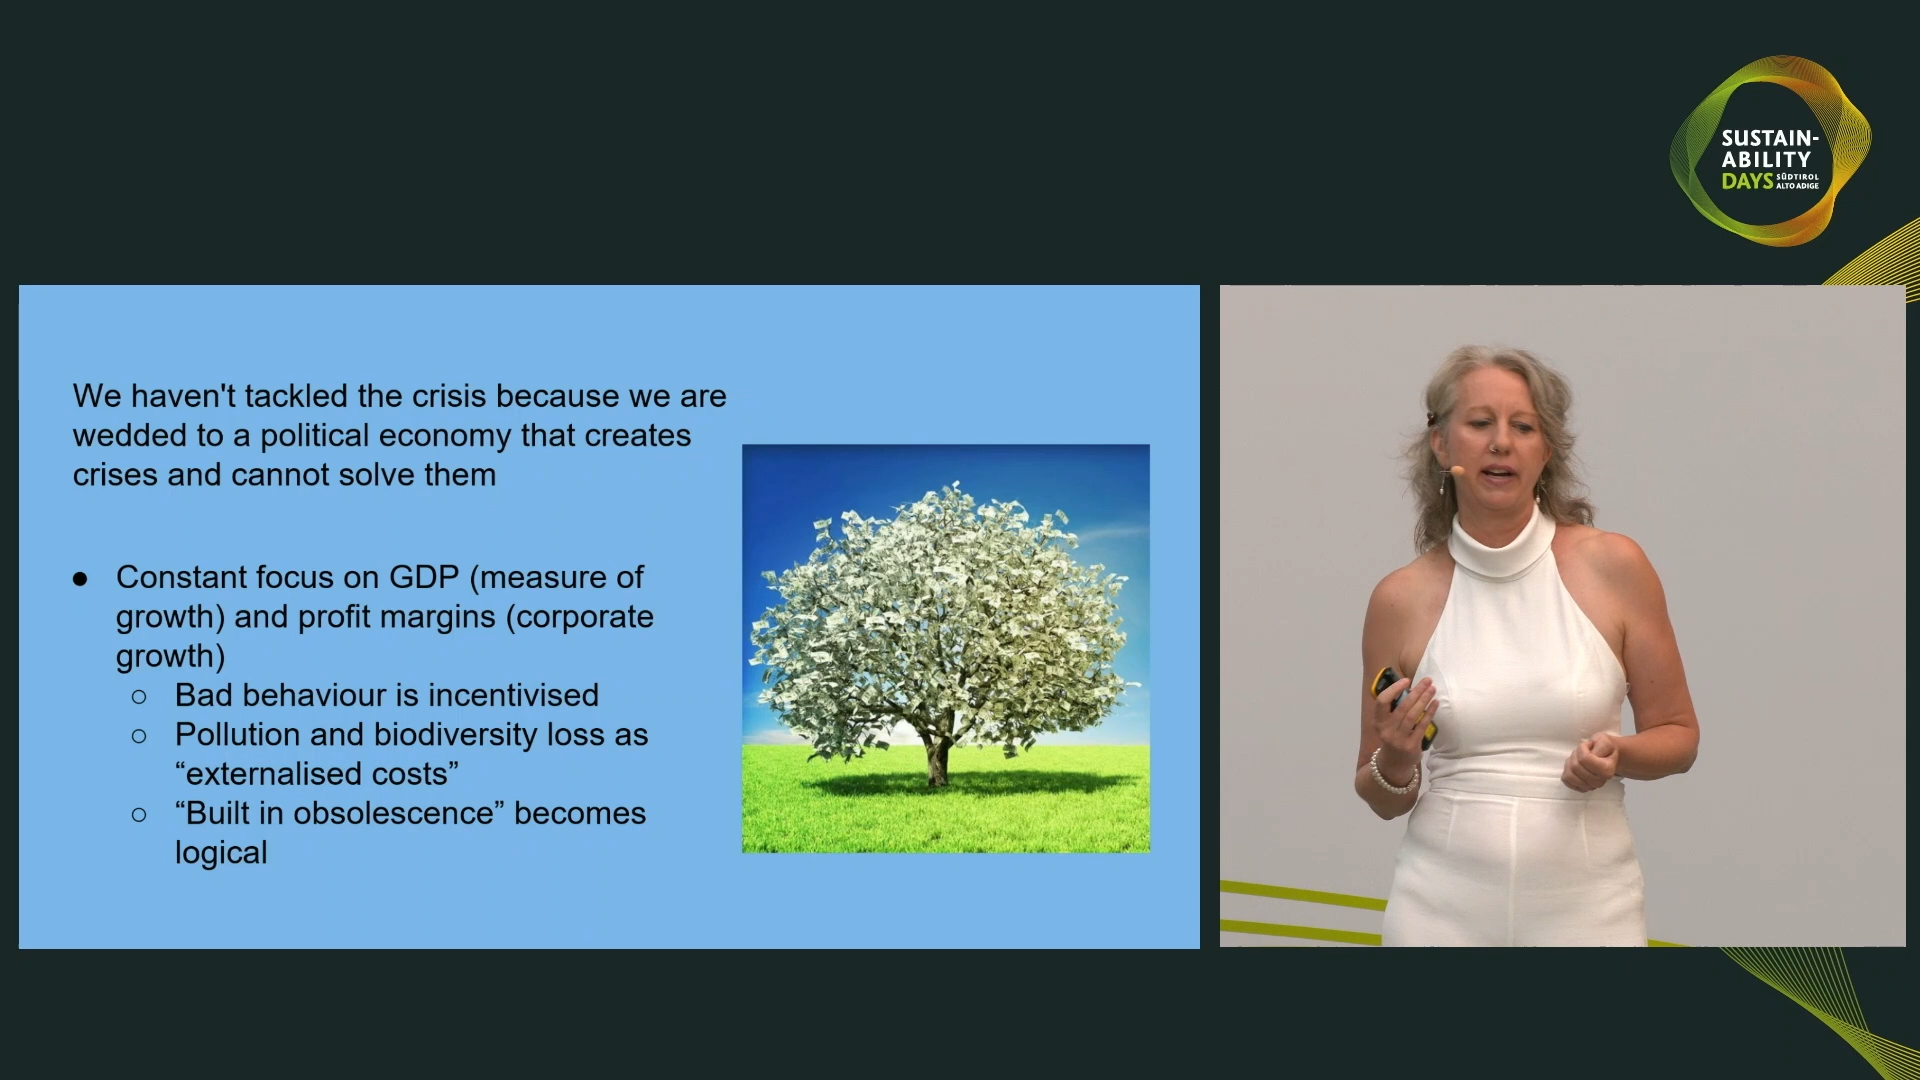 SUSTAIN-
ABILITY
DAYS SÜDTIROL
ALTO ADIGE
We haven't tackled the crisis because we are
wedded to a political economy that creates
crises and cannot solve them
● Constant focus on GDP (measure of
growth) and profit margins (corporate
growth)
○ Bad behaviour is incentivised
○ Pollution and biodiversity loss as
“externalised costs”
○ “Built in obsolescence” becomes
logical